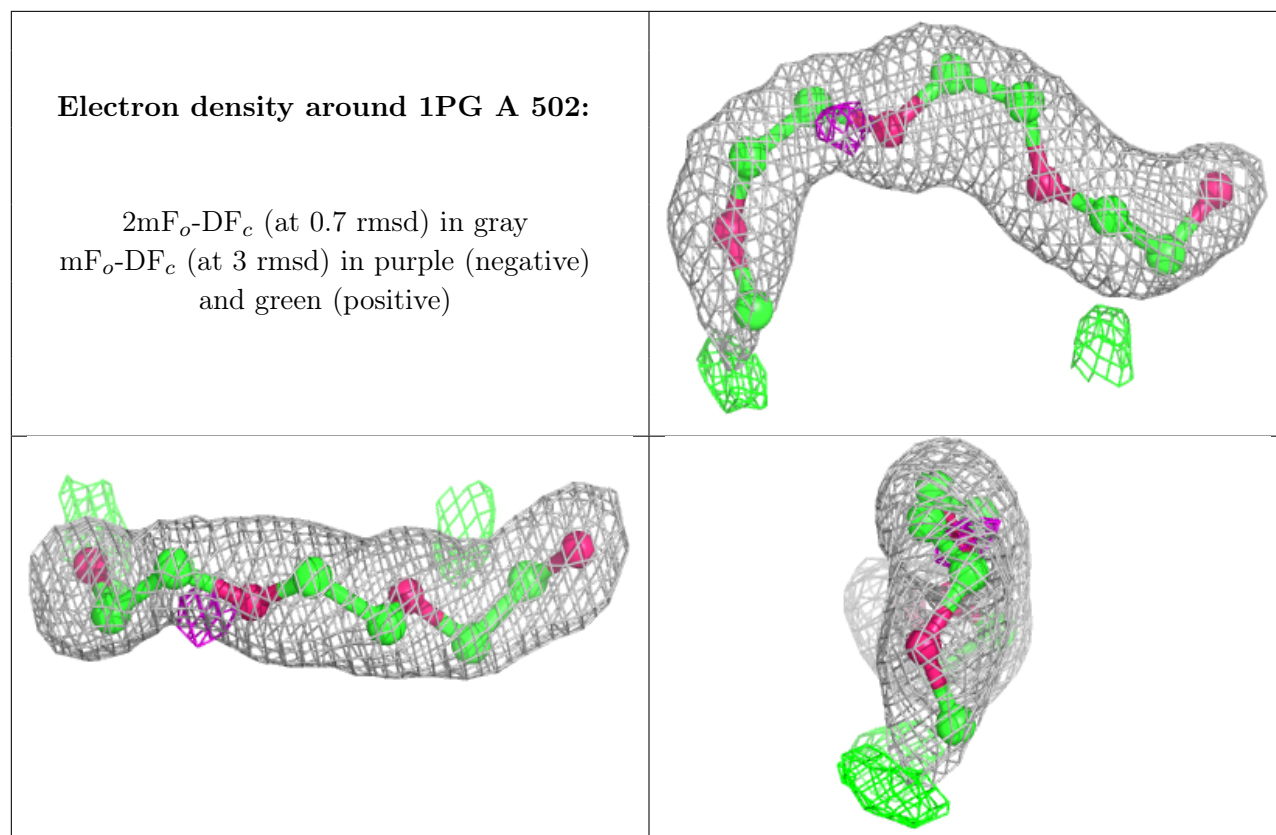 Electron density around 1PG A 502:
2mFₒ-DF𝒸 (at 0.7 rmsd) in gray
mFₒ-DF𝒸 (at 3 rmsd) in purple (negative)
and green (positive)